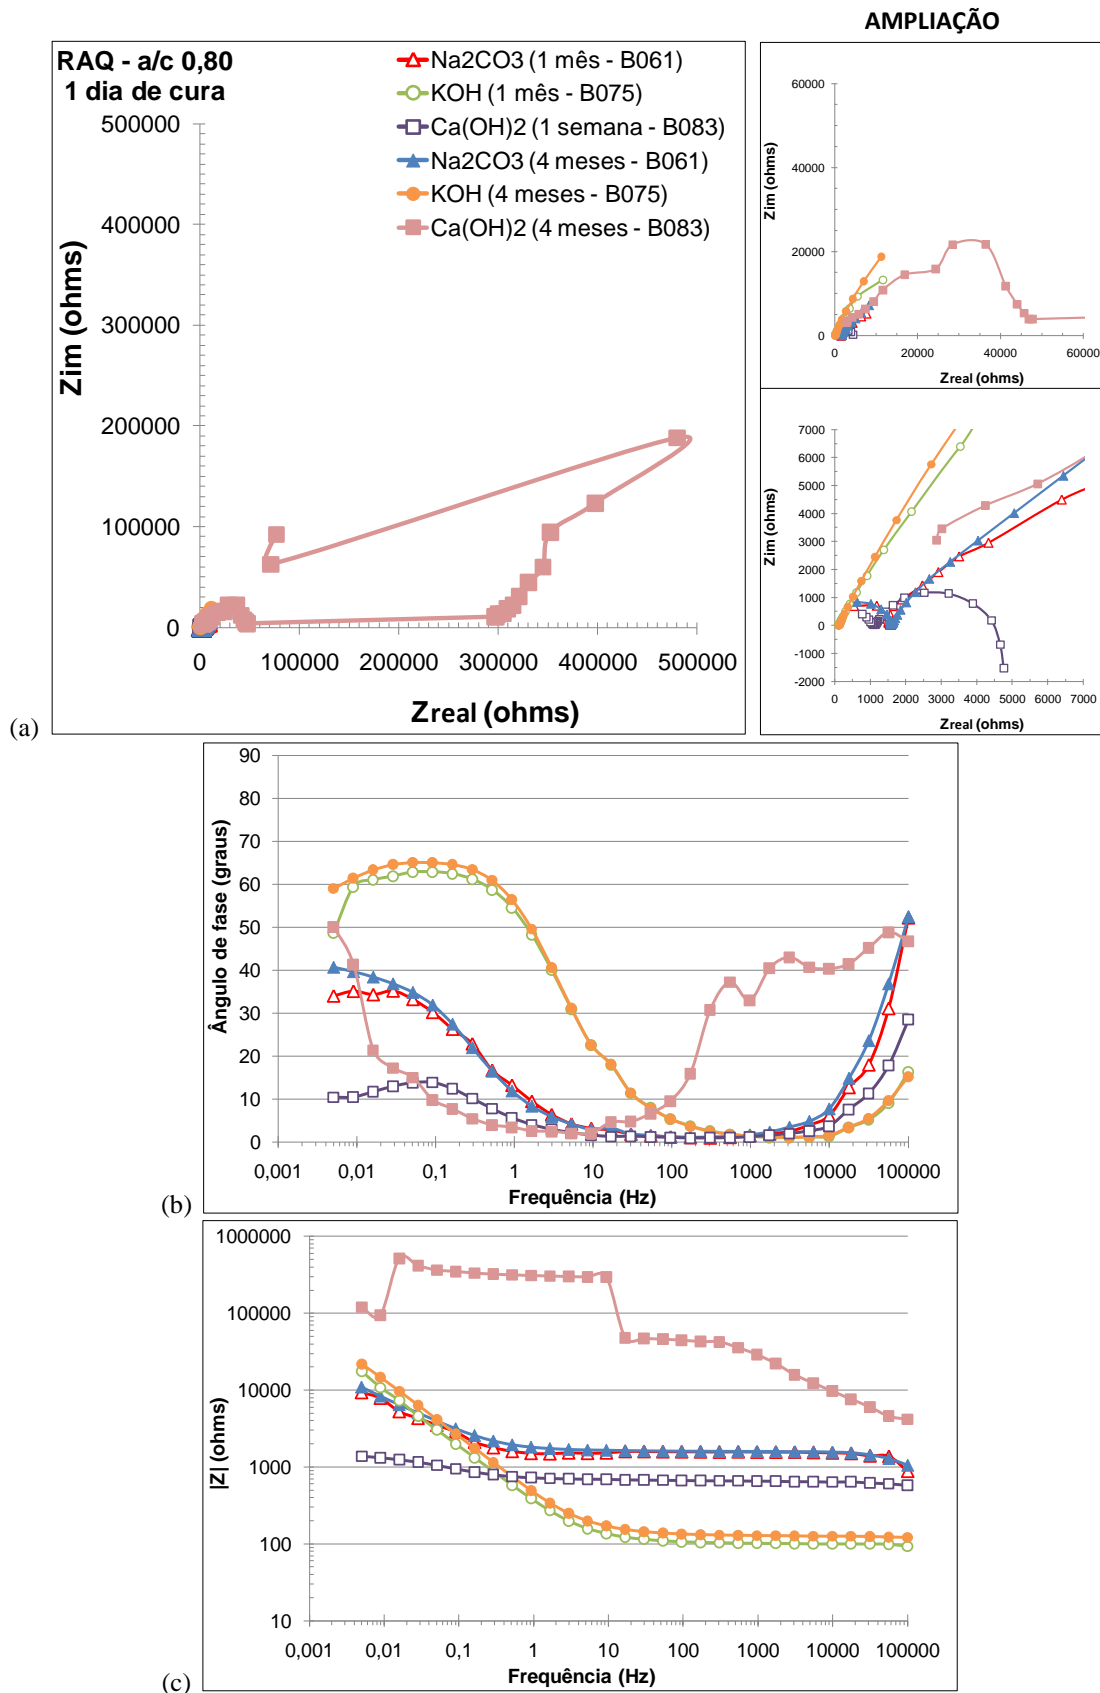 AMPLIAÇÃO
RAQ - a/c 0,80
1 dia de cura
Na2CO3 (1 mês - B061)
KOH (1 mês - B075)
Ca(OH)2 (1 semana - B083)
Na2CO3 (4 meses - B061)
KOH (4 meses - B075)
Ca(OH)2 (4 meses - B083)
500000
400000
300000
200000
100000
0
Zim (ohms)
0 100000 200000 300000 400000 500000
Zreal (ohms)
60000
50000
40000
30000
20000
10000
0
Zim (ohms)
0 20000 40000 60000
Zreal (ohms)
7000
6000
5000
4000
3000
2000
1000
0
-1000
-2000
Zim (ohms)
0 1000 2000 3000 4000 5000 6000 7000
Zreal (ohms)
(a)
90
80
70
60
50
40
30
20
10
0
Ângulo de fase (graus)
0,001 0,01 0,1 1 10 100 1000 10000 100000
Frequência (Hz)
(b)
1000000
100000
10000
1000
100
10
|Z| (ohms)
0,001 0,01 0,1 1 10 100 1000 10000 100000
Frequência (Hz)
(c)